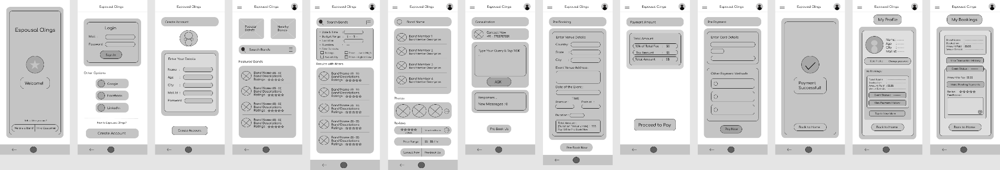 Espousal Clings
Welcome!
Tell us Who you are?
We are a Band
I'm a Customer
Espousal Clings
Login
Mail :
Password :
Sign In
Other Options
Google
Facebook
LinkedIn
New to Espousal Clings?
Create Account
Espousal Clings
Create Account
Enter Your Details
Name :
Age :
City :
Mail Id :
Password :
Create Account
Espousal Clings
Popular
Bands
Nearby
Bands
Search Bands
Featured Bands
Band Name ($$ - $$)
Band Descriptions
Ratings :
Band Name ($$ - $$)
Band Descriptions
Ratings :
Band Name ($$ - $$)
Band Descriptions
Ratings :
Band Name ($$ - $$)
Band Descriptions
Ratings :
Espousal Clings
Search Bands
Date & Time :
Budget Range : $ -- - $ --
Location :
Duration : ---
Ratings
Price - Low to High
Availability
Price - High to Low
Results with filters
Band Name ($$ - $$)
Band Descriptions
Ratings :
Band Name ($$ - $$)
Band Descriptions
Ratings :
Band Name ($$ - $$)
Band Descriptions
Ratings :
Band Name ($$ - $$)
Band Descriptions
Ratings :
Band Name ($$ - $$)
Band Descriptions
Ratings :
Espousal Clings
Band Name
Band Member 1
Band Member Description
Band Member 2
Band Member Description
Band Member 3
Band Member Description
Band Member 4
Band Member Description
Photos
Reviews
Price Range
$$ - $$ / hr
Consult Now
Pre-Book Us
Espousal Clings
Consultation
Contact Now
+91 - 7708707801
Type Your Query & Tap 'ASK'
...
ASK
Responses ...
New Messages : 0
Pre-Book Us
Espousal Clings
Pre Booking
Enter Venue Details
Country :
State :
City :
Event Venue Address :
Date of the Event :
TIME
Starts at :
Ends at :
Duration :
Total Amount :
(Duration * Hourly rate) : $$$
Pay 15% to Pre Book Now
Pre-Book Now
Espousal Clings
Payment Amount
Total Amount
15% of Total Fee : $$
Tax Amount : $$
Total Amount : $$
Proceed to Pay
Espousal Clings
Pre Payment
Enter Card Details
Other Payment Methods
Pay Now
Espousal Clings
Payment
Successful!
Back to Home
Espousal Clings
My Profile
Name : ------
Age : ------
City : ------
Mail Id: ------
Edit Profile
Change password
My Bookings:
Band Name :
Booked on :
Amount Paid : $$.$$
Venue Details :
Event Status : -------
View Payment History
Tap to View More
Back to Home
Espousal Clings
My Bookings
Band Name :
Booked on :
Amount Paid : $$.$$
Venue Details :
View Transaction History
Event Status : -------
Amount to Pay : $$.$$
Make Pending Payments
Review :
Feedbacks :
Back to Home